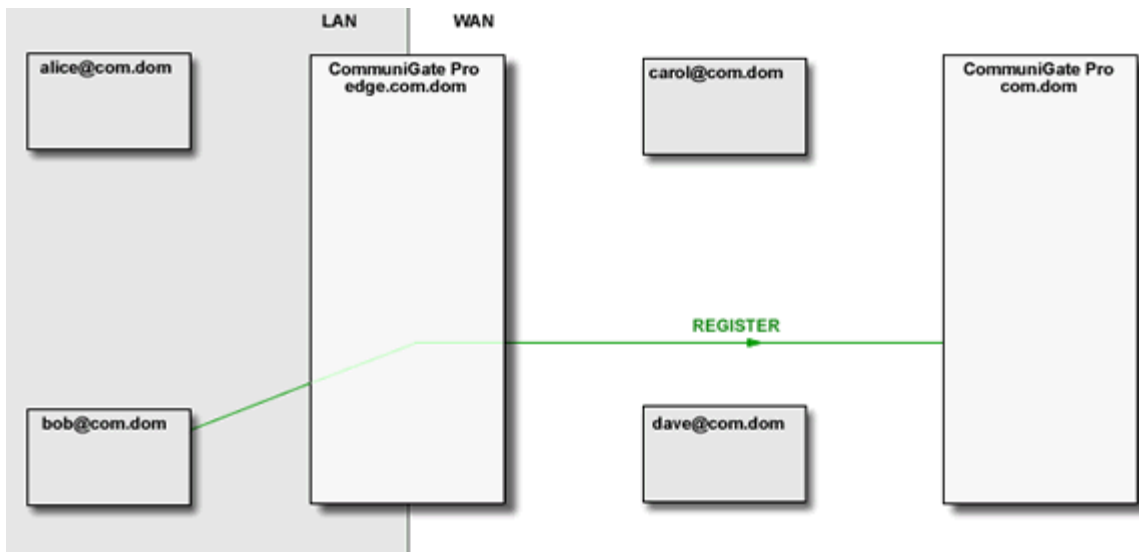 LAN
WAN
alice@com.dom
CommuniGate Pro
edge.com.dom
carol@com.dom
CommuniGate Pro
com.dom
REGISTER
bob@com.dom
dave@com.dom